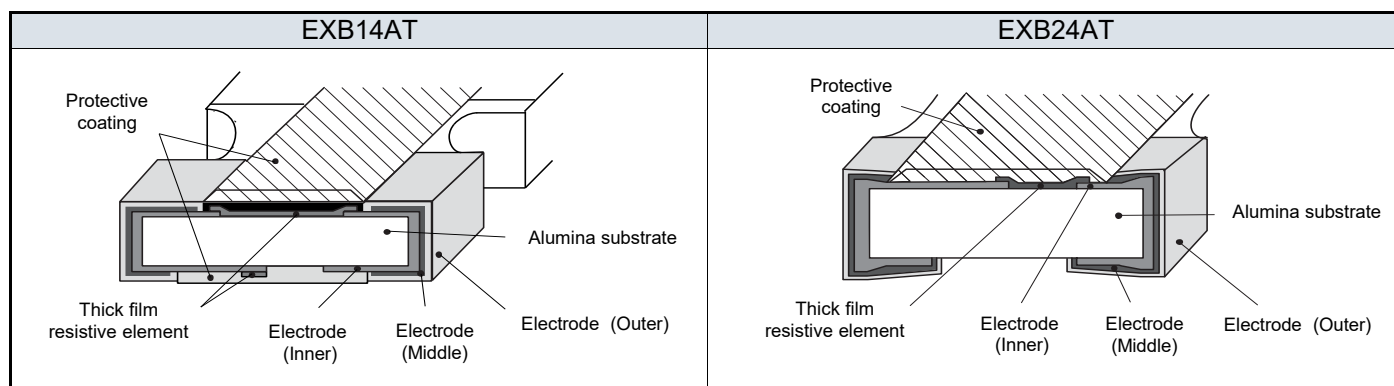 EXB14AT
EXB24AT
Protective
coating
Alumina substrate
Thick film
resistive element
Electrode
(Inner)
Electrode
(Middle)
Electrode (Outer)
Protective
coating
Alumina substrate
Thick film
resistive element
Electrode
(Inner)
Electrode
(Middle)
Electrode (Outer)